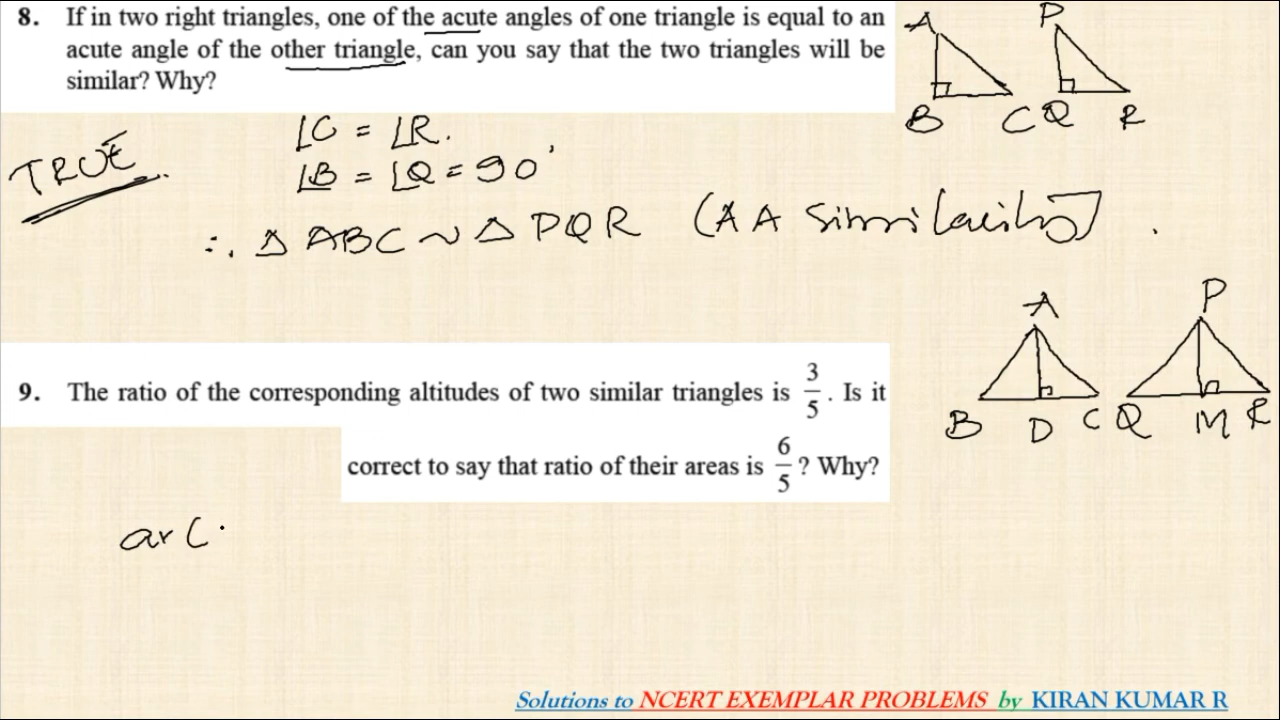 8. If in two right triangles, one of the acute angles of one triangle is equal to an
acute angle of the other triangle, can you say that the two triangles will be
similar? Why?
A P
B C Q R
TRUE
∠C = ∠R.
∠B = ∠Q = 90°
∴ Δ ABC ~ Δ PQR (AA Similarity)
A P
B D C Q M R
9. The ratio of the corresponding altitudes of two similar triangles is 3/5. Is it
correct to say that ratio of their areas is 6/5? Why?
ar (
Solutions to NCERT EXEMPLAR PROBLEMS by KIRAN KUMAR R